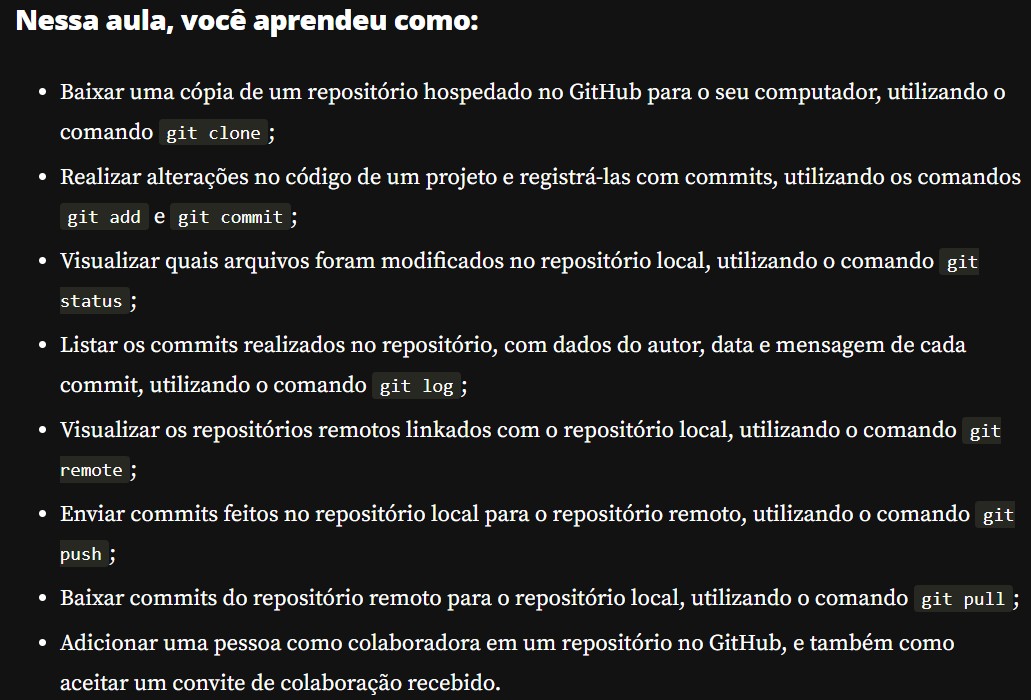 Nessa aula, você aprendeu como:
• Baixar uma cópia de um repositório hospedado no GitHub para o seu computador, utilizando o
comando git clone;
• Realizar alterações no código de um projeto e registrá-las com commits, utilizando os comandos
git add e git commit;
• Visualizar quais arquivos foram modificados no repositório local, utilizando o comando git
status;
• Listar os commits realizados no repositório, com dados do autor, data e mensagem de cada
commit, utilizando o comando git log;
• Visualizar os repositórios remotos linkados com o repositório local, utilizando o comando git
remote;
• Enviar commits feitos no repositório local para o repositório remoto, utilizando o comando git
push;
• Baixar commits do repositório remoto para o repositório local, utilizando o comando git pull;
• Adicionar uma pessoa como colaboradora em um repositório no GitHub, e também como
aceitar um convite de colaboração recebido.